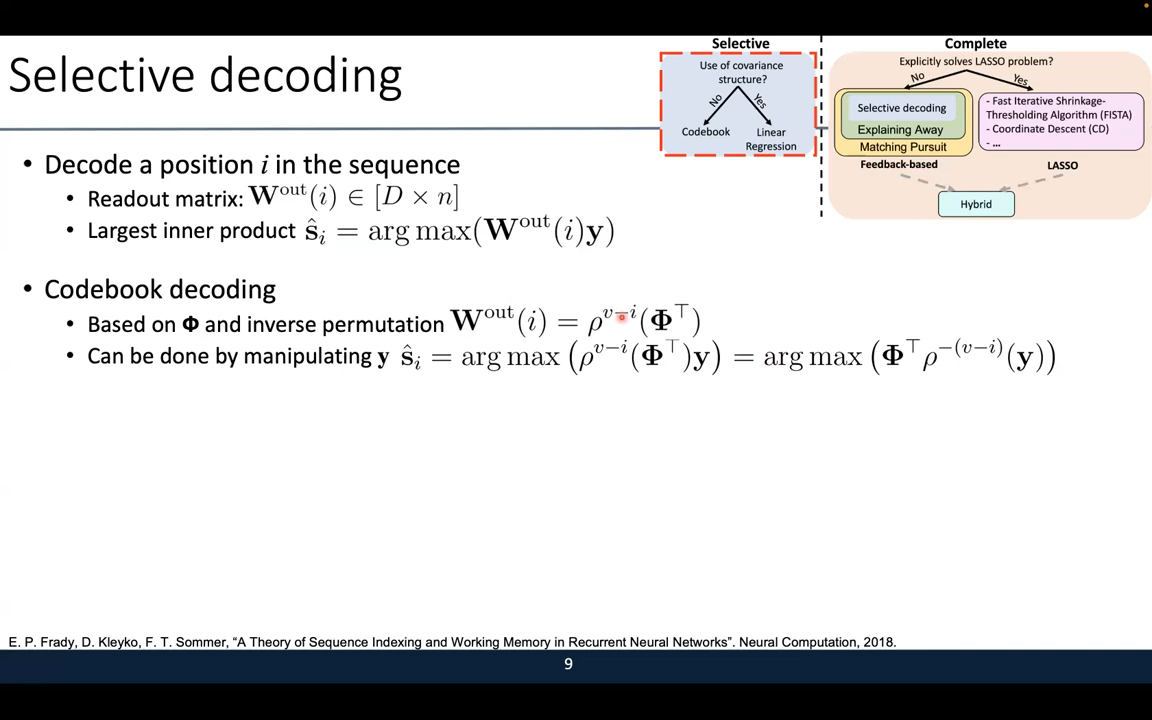 Selective decoding
Selective
Use of covariance
structure?
No
Yes
Codebook
Linear
Regression
Complete
Explicitly solves LASSO problem?
No
Yes
Selective decoding
Explaining Away
Matching Pursuit
Feedback-based
- Fast Iterative Shrinkage-
Thresholding Algorithm (FISTA)
- Coordinate Descent (CD)
- ...
LASSO
Hybrid
• Decode a position i in the sequence
• Readout matrix: W^out(i) ∈ [D × n]
• Largest inner product ŝ_i = arg max(W^out(i)y)
• Codebook decoding
• Based on Φ and inverse permutation W^out(i) = ρ^{v−i}(Φ^⊤)
• Can be done by manipulating y ŝ_i = arg max (ρ^{v−i}(Φ^⊤)y) = arg max (Φ^⊤ρ^{−(v−i)}(y))
E. P. Frady, D. Kleyko, F. T. Sommer, “A Theory of Sequence Indexing and Working Memory in Recurrent Neural Networks”. Neural Computation, 2018.
9